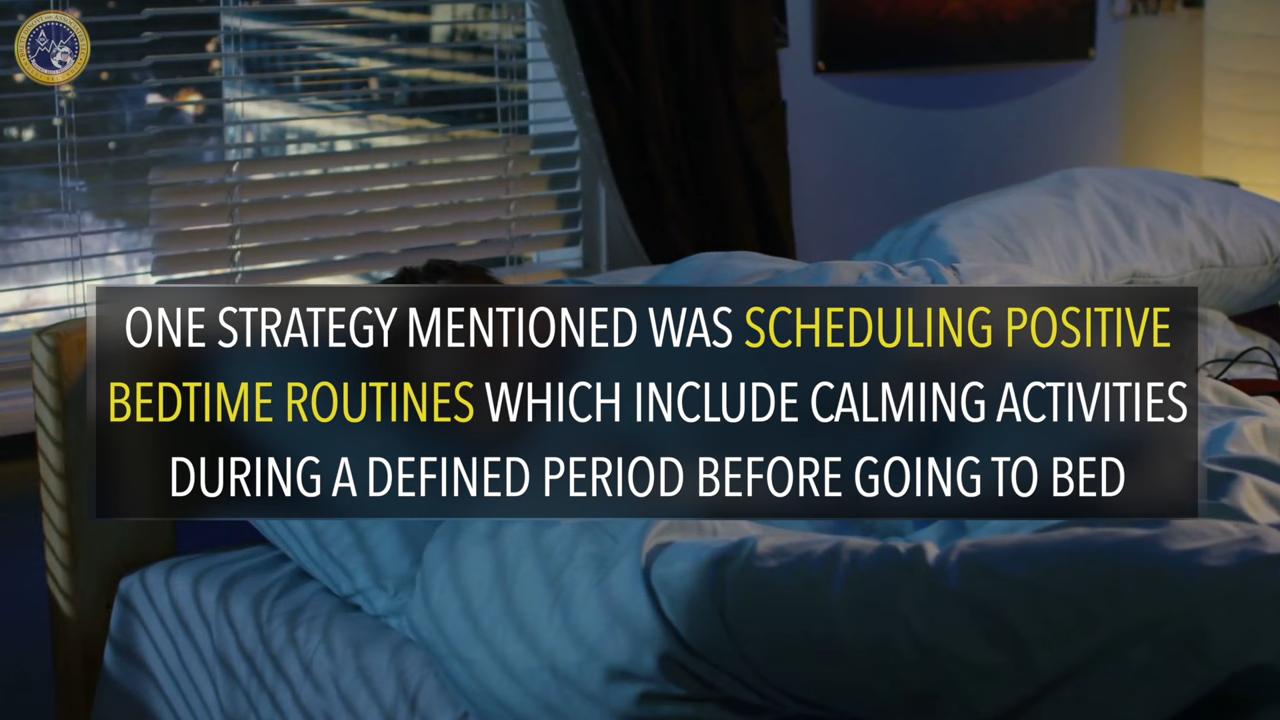 ONE STRATEGY MENTIONED WAS SCHEDULING POSITIVE
BEDTIME ROUTINES WHICH INCLUDE CALMING ACTIVITIES
DURING A DEFINED PERIOD BEFORE GOING TO BED